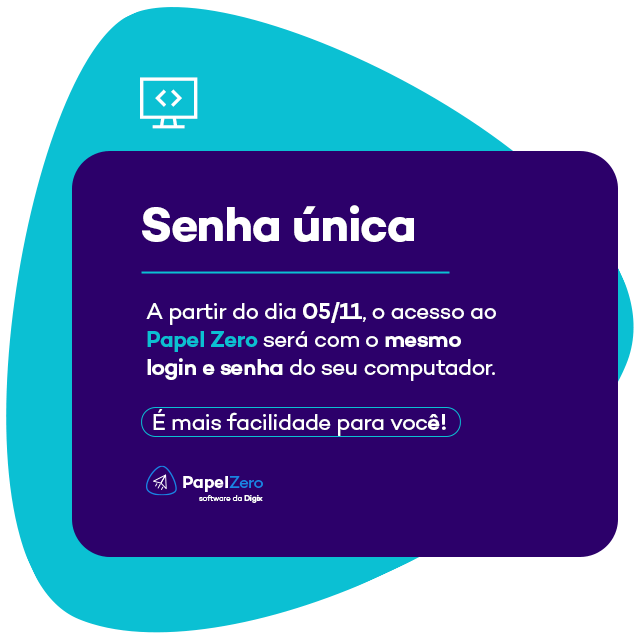 Senha única
A partir do dia 05/11, o acesso ao
Papel Zero será com o mesmo
login e senha do seu computador.
É mais facilidade para você!
PapelZero
software da Digix